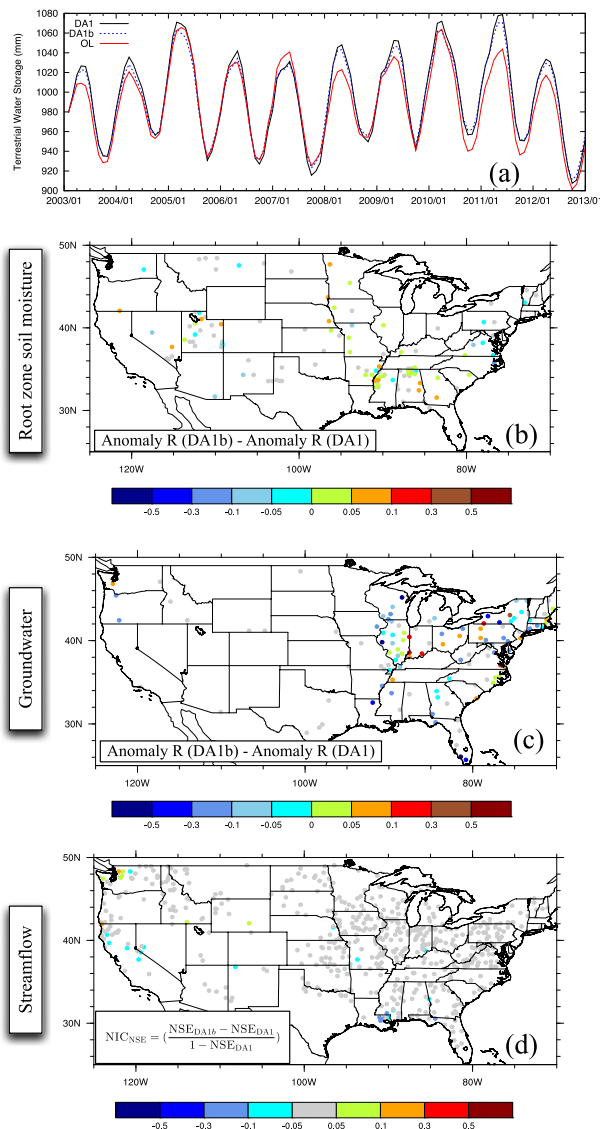 DA1
DA1b
OL
Terrestrial Water Storage (mm)
1080
1060
1040
1020
1000
980
960
940
920
900
(a)
2003/01 2004/01 2005/01 2006/01 2007/01 2008/01 2009/01 2010/01 2011/01 2012/01 2013/01
Root zone soil moisture
50N
40N
30N
Anomaly R (DA1b) - Anomaly R (DA1)
(b)
120W 100W 80W
-0.5 -0.3 -0.1 -0.05 0 0.05 0.1 0.3 0.5
Groundwater
50N
40N
30N
Anomaly R (DA1b) - Anomaly R (DA1)
(c)
120W 100W 80W
-0.5 -0.3 -0.1 -0.05 0 0.05 0.1 0.3 0.5
Streamflow
50N
40N
30N
NIC_NSE = (NSE_DA1b − NSE_DA1 / 1 − NSE_DA1)
(d)
120W 100W 80W
-0.5 -0.3 -0.1 -0.05 0.05 0.1 0.3 0.5